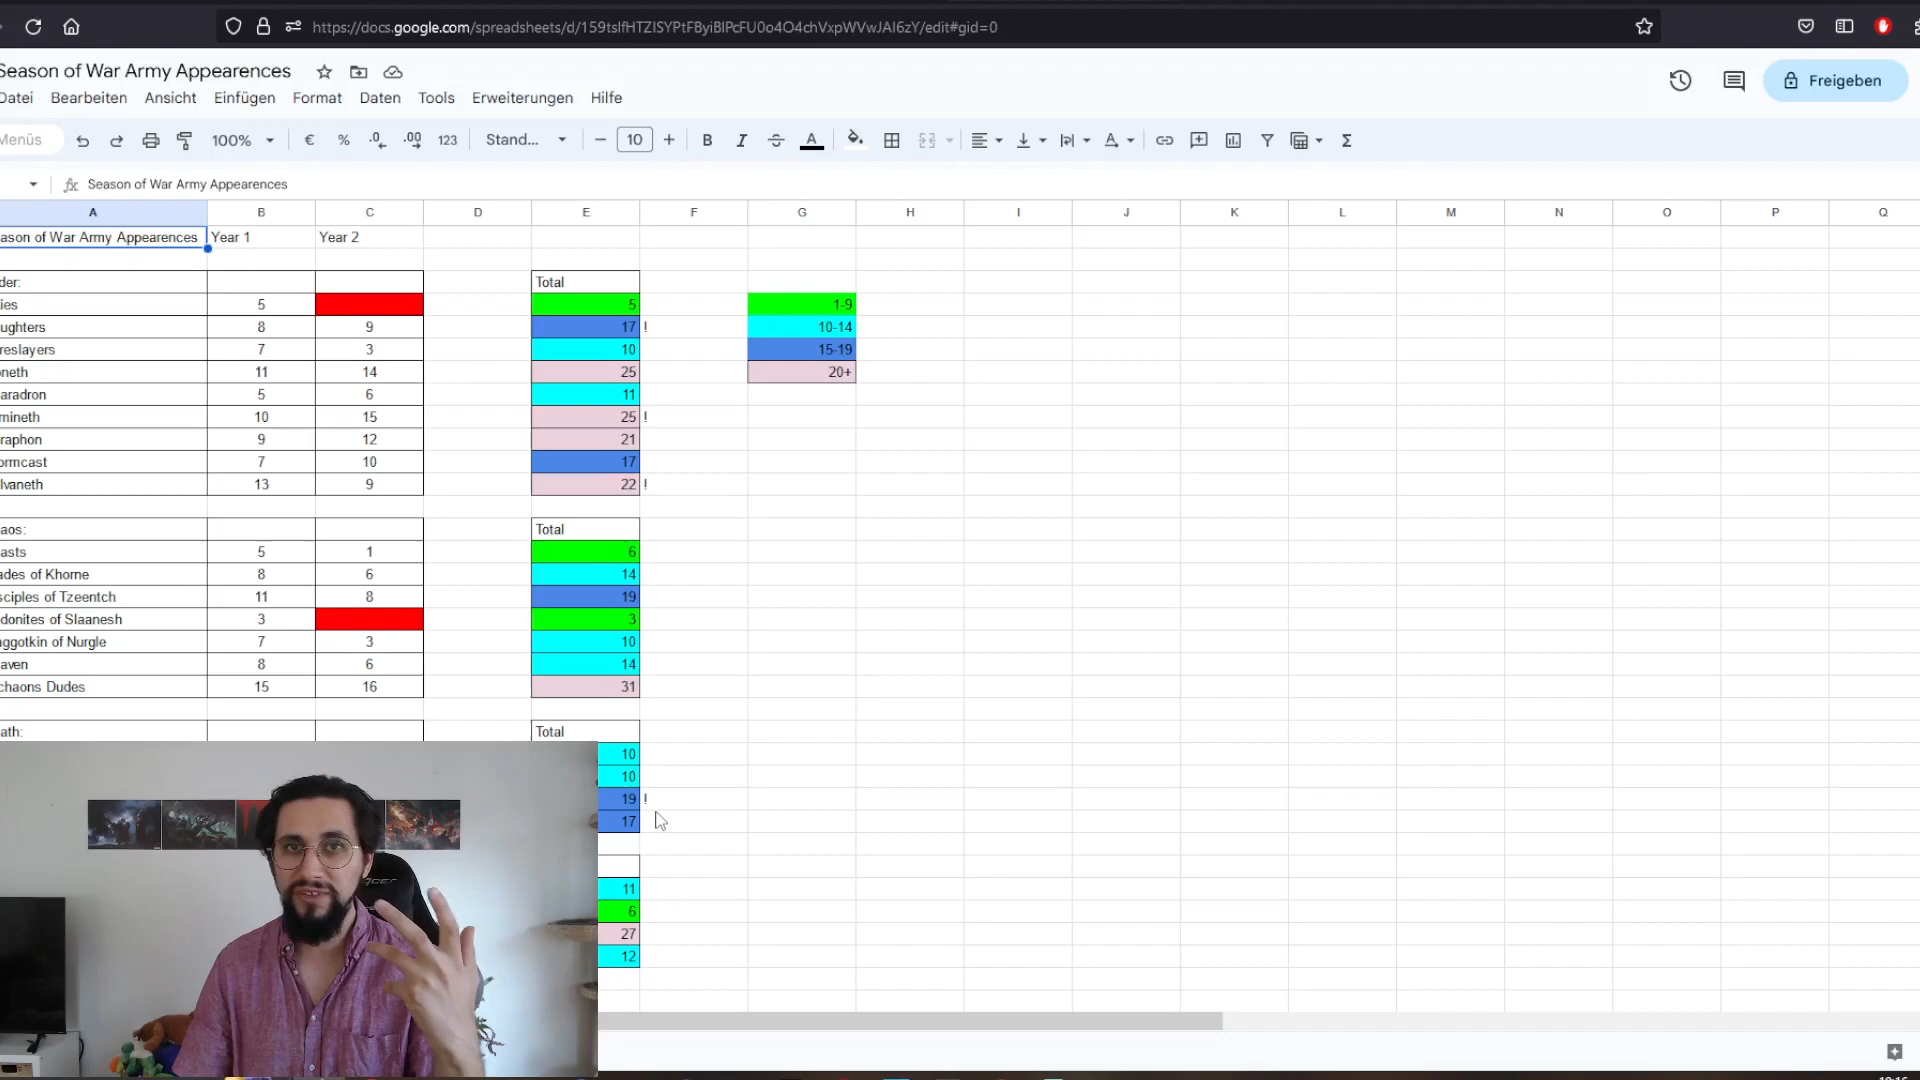 https://docs.google.com/spreadsheets/d/159tslfHTZISYPtFByiBlPcFU0o4O4chVxpWVwJAI6zY/edit#gid=0
Season of War Army Appearences
Datei Bearbeiten Ansicht Einfügen Format Daten Tools Erweiterungen Hilfe
Freigeben
Menüs 100% € % .0 .00 123 Stand... 10 B I A
fx Season of War Army Appearences
A B C D E F G H I J K L M N O P Q
ason of War Army Appearences Year 1 Year 2
der: Total
ies 5 5 1-9
ughters 8 9 17 ! 10-14
reslayers 7 3 10 15-19
oneth 11 14 25 20+
aradron 5 6 11
mineth 10 15 25 !
raphon 9 12 21
ormcast 7 10 17
lvaneth 13 9 22 !
aos: Total
asts 5 1 6
ades of Khorne 8 6 14
sciples of Tzeentch 11 8 19
donites of Slaanesh 3 3
aggotkin of Nurgle 7 3 10
aven 8 6 14
chaons Dudes 15 16 31
ath: Total
10
10
19 !
17
11
6
27
12